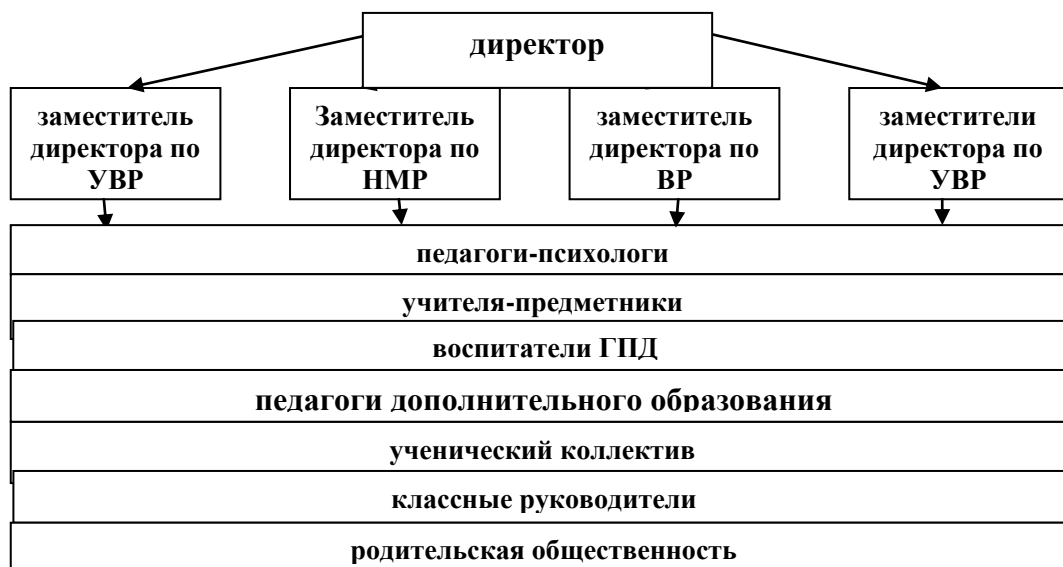 директор
заместитель
директора по
УВР
Заместитель
директора по
НМР
заместитель
директора по
ВР
заместители
директора по
УВР
педагоги-психологи
учителя-предметники
воспитатели ГПД
педагоги дополнительного образования
ученический коллектив
классные руководители
родительская общественность